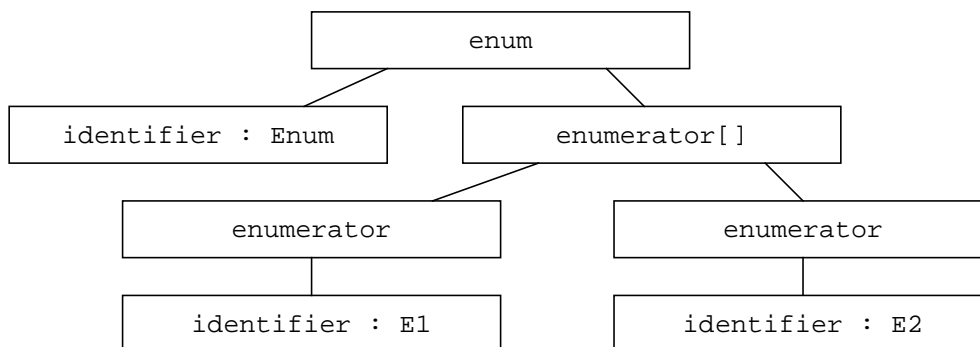 enum
identifier : Enum
enumerator[]
enumerator
enumerator
identifier : E1
identifier : E2